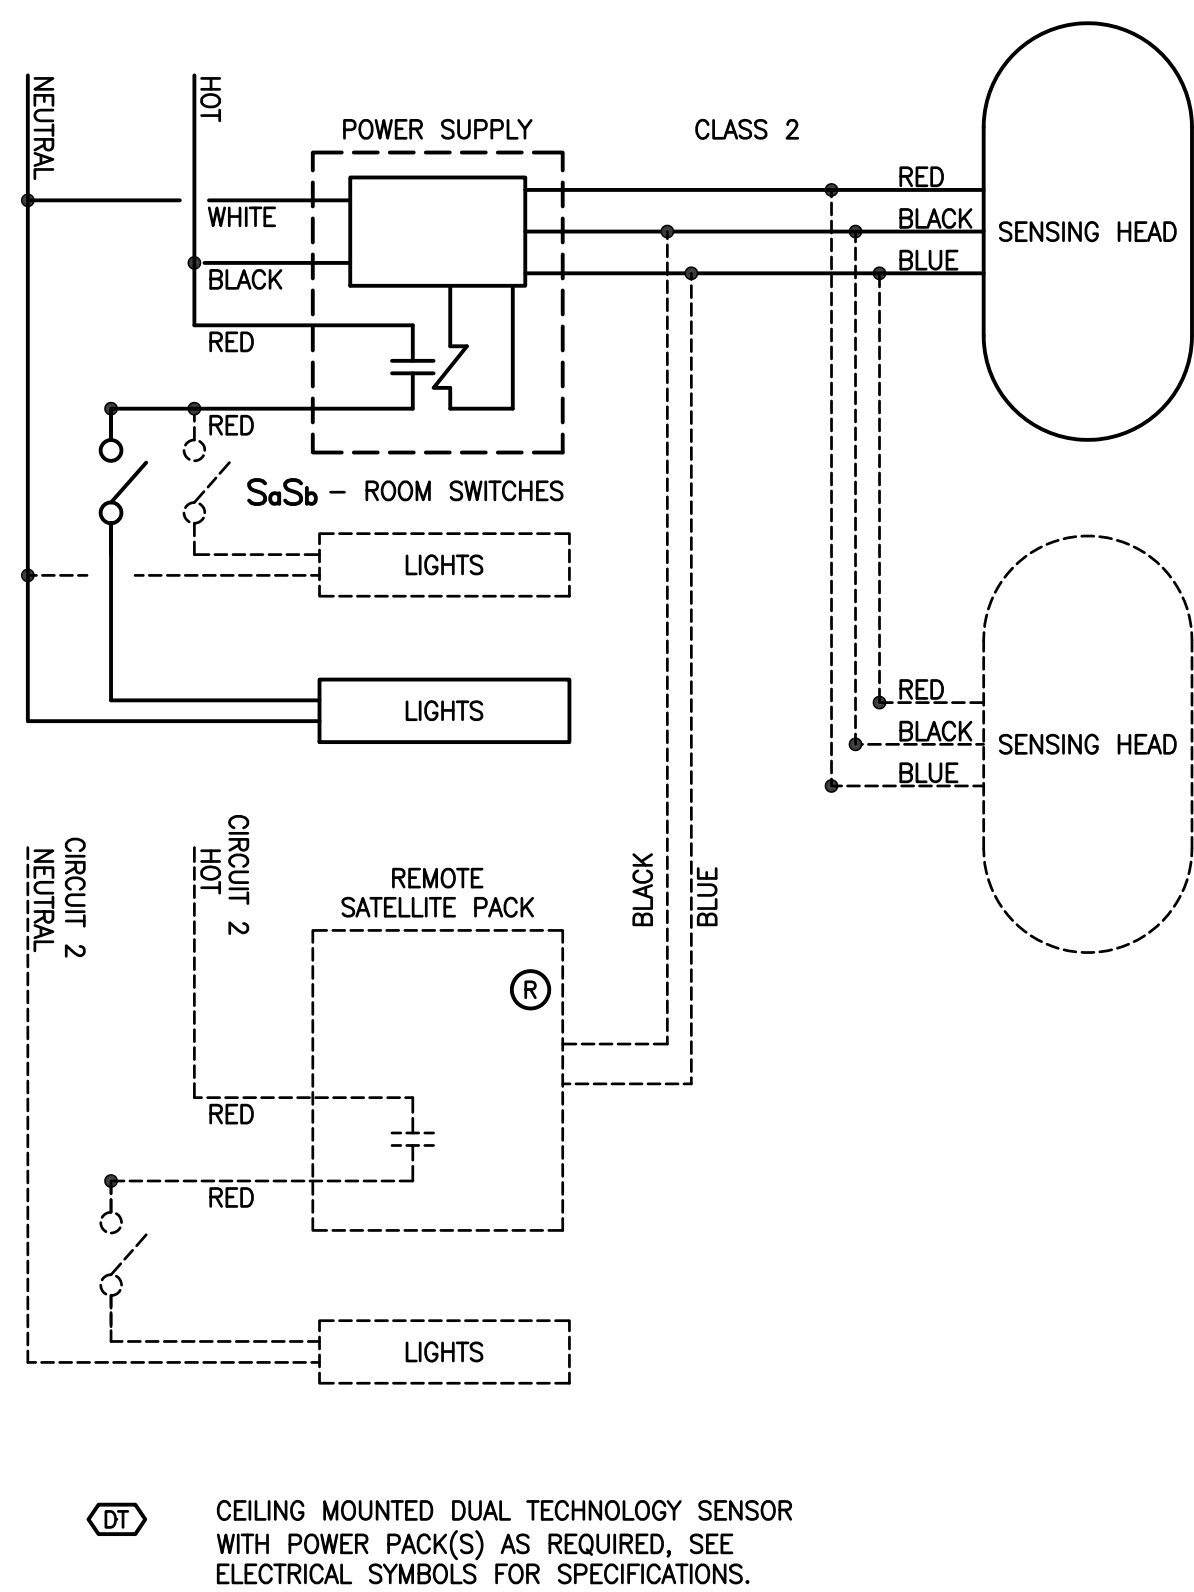 NEUTRAL
HOT
POWER SUPPLY
CLASS 2
WHITE
BLACK
RED
RED
RED
BLACK
BLUE
SENSING HEAD
SaSb - ROOM SWITCHES
LIGHTS
LIGHTS
RED
BLACK
BLUE
SENSING HEAD
CIRCUIT 2
NEUTRAL
CIRCUIT 2
HOT
REMOTE
SATELLITE PACK
BLACK
BLUE
R
RED
RED
LIGHTS
DT
CEILING MOUNTED DUAL TECHNOLOGY SENSOR
WITH POWER PACK(S) AS REQUIRED, SEE
ELECTRICAL SYMBOLS FOR SPECIFICATIONS.